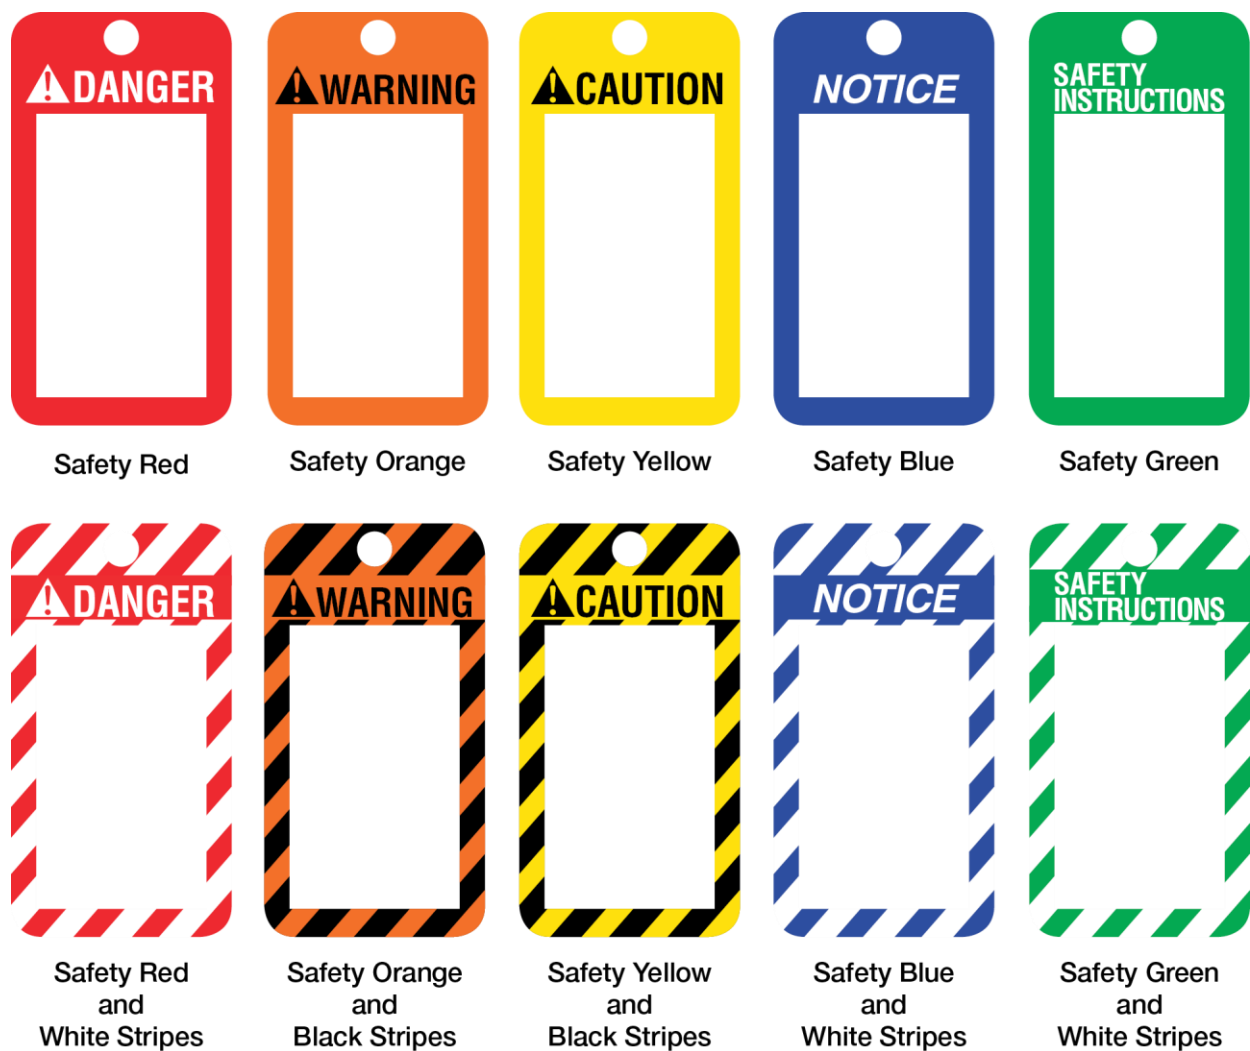 DANGER
WARNING
CAUTION
NOTICE
SAFETY
INSTRUCTIONS
Safety Red
Safety Orange
Safety Yellow
Safety Blue
Safety Green
DANGER
WARNING
CAUTION
NOTICE
SAFETY
INSTRUCTIONS
Safety Red
and
White Stripes
Safety Orange
and
Black Stripes
Safety Yellow
and
Black Stripes
Safety Blue
and
White Stripes
Safety Green
and
White Stripes